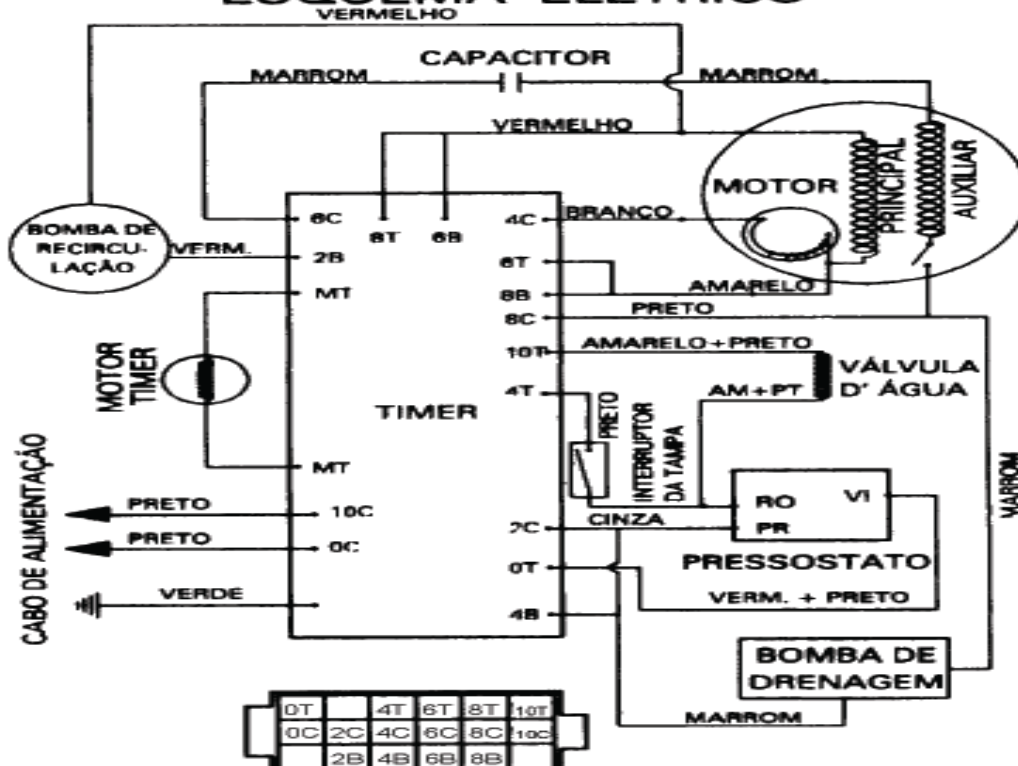 ESQUEMA ELÉTRICO
VERMELHO
CAPACITOR
MARROM
MARROM
VERMELHO
MOTOR
PRINCIPAL
AUXILIAR
BOMBA DE
RECIRCU-
LAÇÃO
VERM.
6C
8T
6B
4C
BRANCO
2B
MT
6T
8B
AMARELO
8C
PRETO
10T
AMARELO+PRETO
VÁLVULA
D' ÁGUA
MOTOR
TIMER
TIMER
4T
PRETO
AM+PT
INTERRUPTOR
DA TAMPA
MARROM
MT
CABO DE ALIMENTAÇÃO
PRETO
10C
PRETO
0C
VERDE
2C
CINZA
RO
VI
PR
PRESSOSTATO
0T
VERM. + PRETO
4B
BOMBA DE
DRENAGEM
MARROM
0T 4T 6T 8T 10T
0C 2C 4C 6C 8C 10C
2B 4B 6B 8B